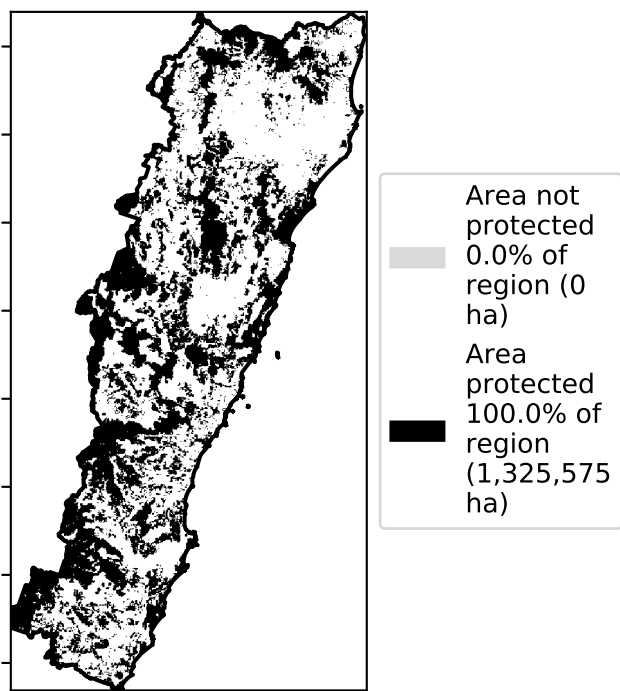 Area not
protected
0.0% of
region (0
ha)
Area
protected
100.0% of
region
(1,325,575
ha)